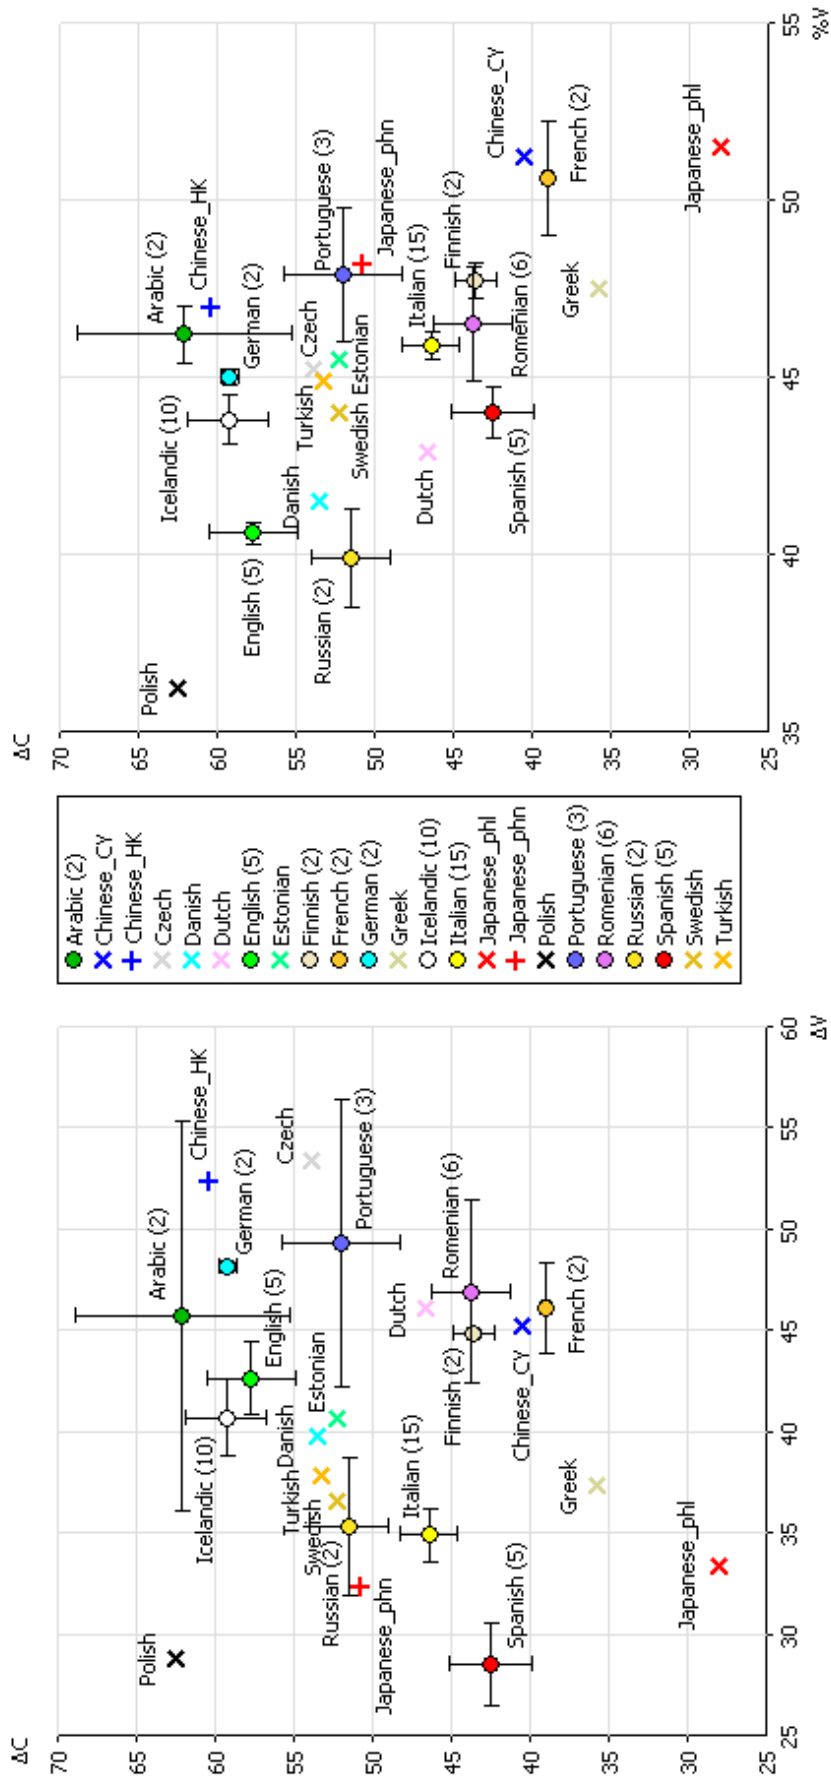 ΔC
70
65
60
55
50
45
40
35
30
25
25
30
35
40
45
50
55
60
ΔV
Polish
Arabic (2)
Chinese_HK
German (2)
Icelandic (10)
English (5)
Czech
Danish
Turkish
Estonian
Swedish
Russian (2)
Portuguese (3)
Japanese_phn
Italian (15)
Dutch
Romenian (6)
Finnish (2)
Spanish (5)
Chinese_CY
French (2)
Greek
Japanese_phl
Arabic (2)
Chinese_CY
Chinese_HK
Czech
Danish
Dutch
English (5)
Estonian
Finnish (2)
French (2)
German (2)
Greek
Icelandic (10)
Italian (15)
Japanese_phl
Japanese_phn
Polish
Portuguese (3)
Romenian (6)
Russian (2)
Spanish (5)
Swedish
Turkish
ΔC
70
65
60
55
50
45
40
35
30
25
35
40
45
50
55
%V
Polish
Arabic (2)
Chinese_HK
German (2)
Icelandic (10)
English (5)
Danish
Turkish
Czech
Swedish
Estonian
Russian (2)
Portuguese (3)
Japanese_phn
Dutch
Italian (15)
Finnish (2)
Romenian (6)
Spanish (5)
Chinese_CY
French (2)
Greek
Japanese_phl